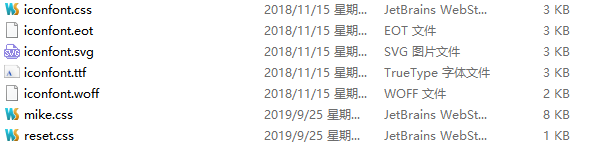 iconfont.css 2018/11/15 星期... JetBrains WebSt... 3 KB
iconfont.eot 2018/11/15 星期... EOT 文件 3 KB
SVG iconfont.svg 2018/11/15 星期... SVG 图片文件 3 KB
A iconfont.ttf 2018/11/15 星期... TrueType 字体文件 3 KB
iconfont.woff 2018/11/15 星期... WOFF 文件 2 KB
mike.css 2019/9/25 星期... JetBrains WebSt... 8 KB
reset.css 2019/9/25 星期... JetBrains WebSt... 1 KB